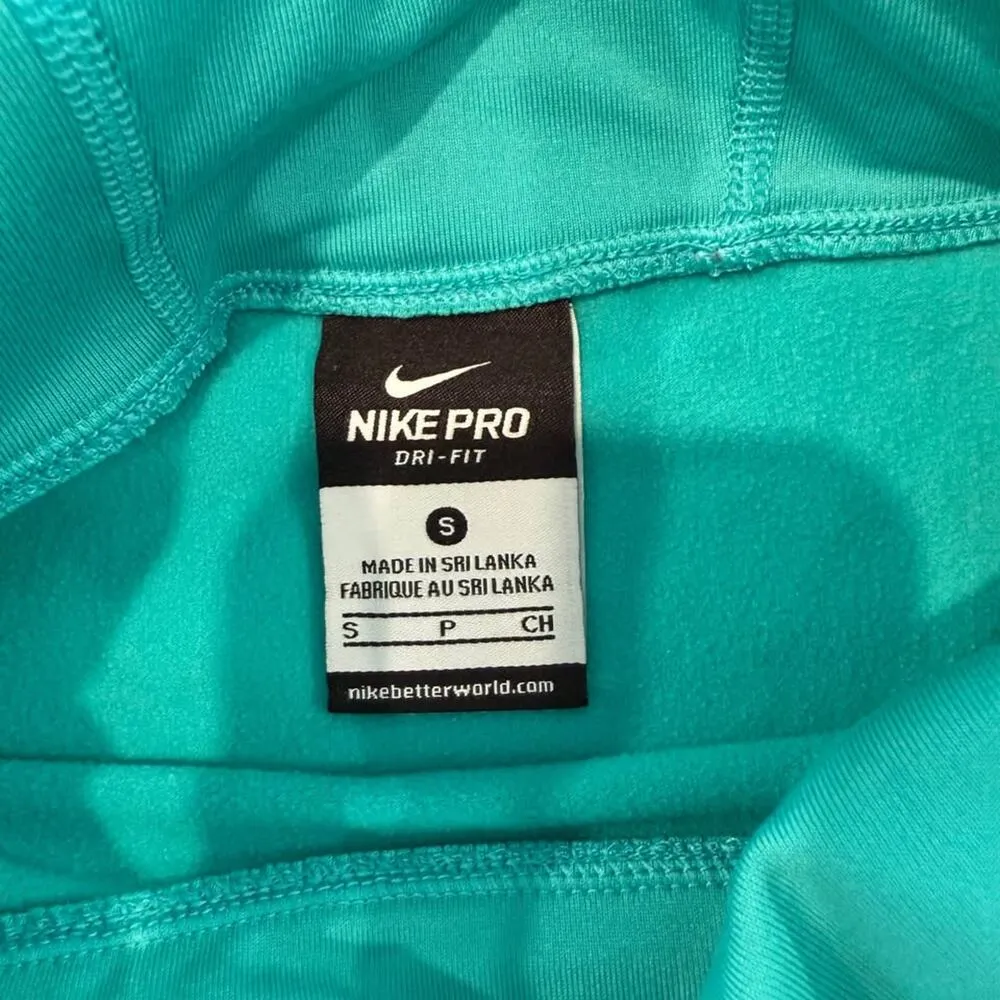 NIKE PRO
DRI-FIT
S
MADE IN SRI LANKA
FABRIQUE AU SRI LANKA
S P CH
nikebetterworld.com